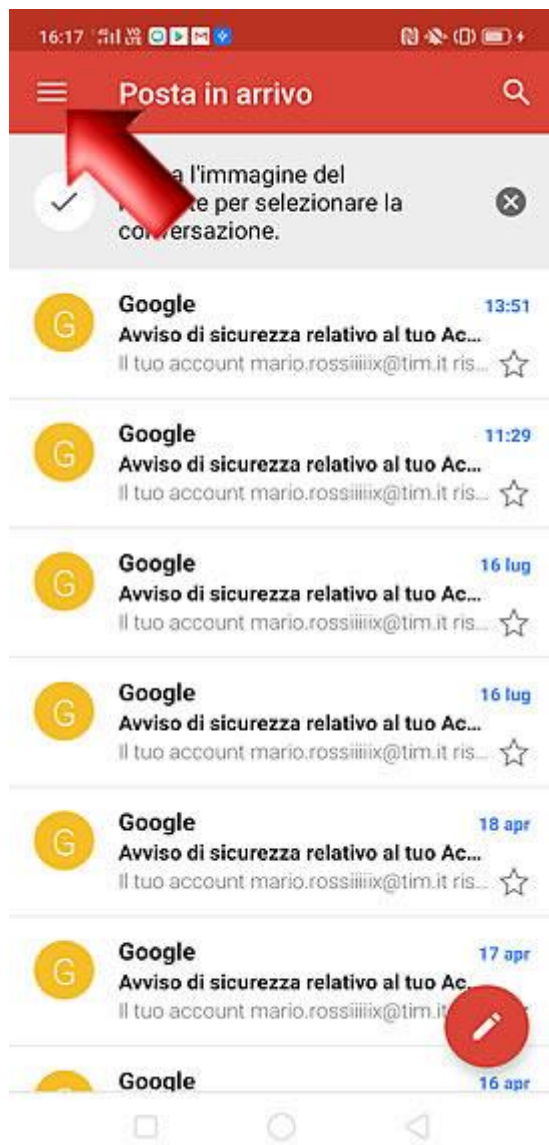 16:17
Posta in arrivo
a l'immagine del
te per selezionare la
conversazione.
G
Google
13:51
Avviso di sicurezza relativo al tuo Ac...
Il tuo account mario.rossiiiiix@tim.it ris...
G
Google
11:29
Avviso di sicurezza relativo al tuo Ac...
Il tuo account mario.rossiiiiix@tim.it ris...
G
Google
16 lug
Avviso di sicurezza relativo al tuo Ac...
Il tuo account mario.rossiiiiix@tim.it ris...
G
Google
16 lug
Avviso di sicurezza relativo al tuo Ac...
Il tuo account mario.rossiiiiix@tim.it ris...
G
Google
18 apr
Avviso di sicurezza relativo al tuo Ac...
Il tuo account mario.rossiiiiix@tim.it ris...
G
Google
17 apr
Avviso di sicurezza relativo al tuo Ac...
Il tuo account mario.rossiiiiix@tim.it
Google
16 apr